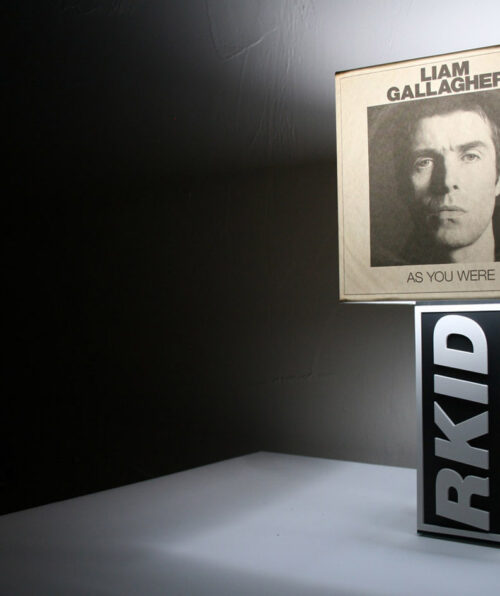 LIAM
GALLAGHER
AS YOU WERE
RKID